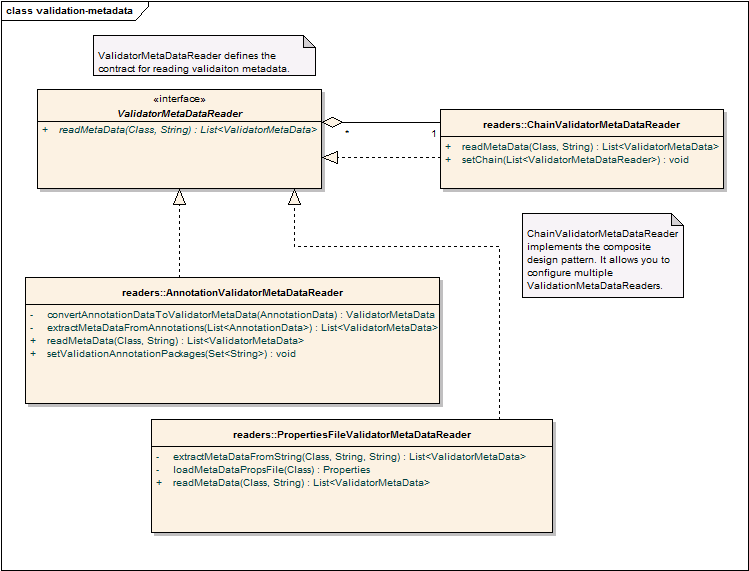 class validation-metadata
ValidatorMetaDataReader defines the
contract for reading validaiton metadata.
«interface»
ValidatorMetaDataReader
+ readMetaData(Class, String) : List<ValidatorMetaData>
*
1
readers::ChainValidatorMetaDataReader
+ readMetaData(Class, String) : List<ValidatorMetaData>
+ setChain(List<ValidatorMetaDataReader>) : void
ChainValidatorMetaDataReader
implements the composite
design pattern. It allows you to
configure multiple
ValidationMetaDataReaders.
readers::AnnotationValidatorMetaDataReader
- convertAnnotationDataToValidatorMetaData(AnnotationData) : ValidatorMetaData
- extractMetaDataFromAnnotations(List<AnnotationData>) : List<ValidatorMetaData>
+ readMetaData(Class, String) : List<ValidatorMetaData>
+ setValidationAnnotationPackages(Set<String>) : void
readers::PropertiesFileValidatorMetaDataReader
- extractMetaDataFromString(Class, String, String) : List<ValidatorMetaData>
- loadMetaDataPropsFile(Class) : Properties
+ readMetaData(Class, String) : List<ValidatorMetaData>